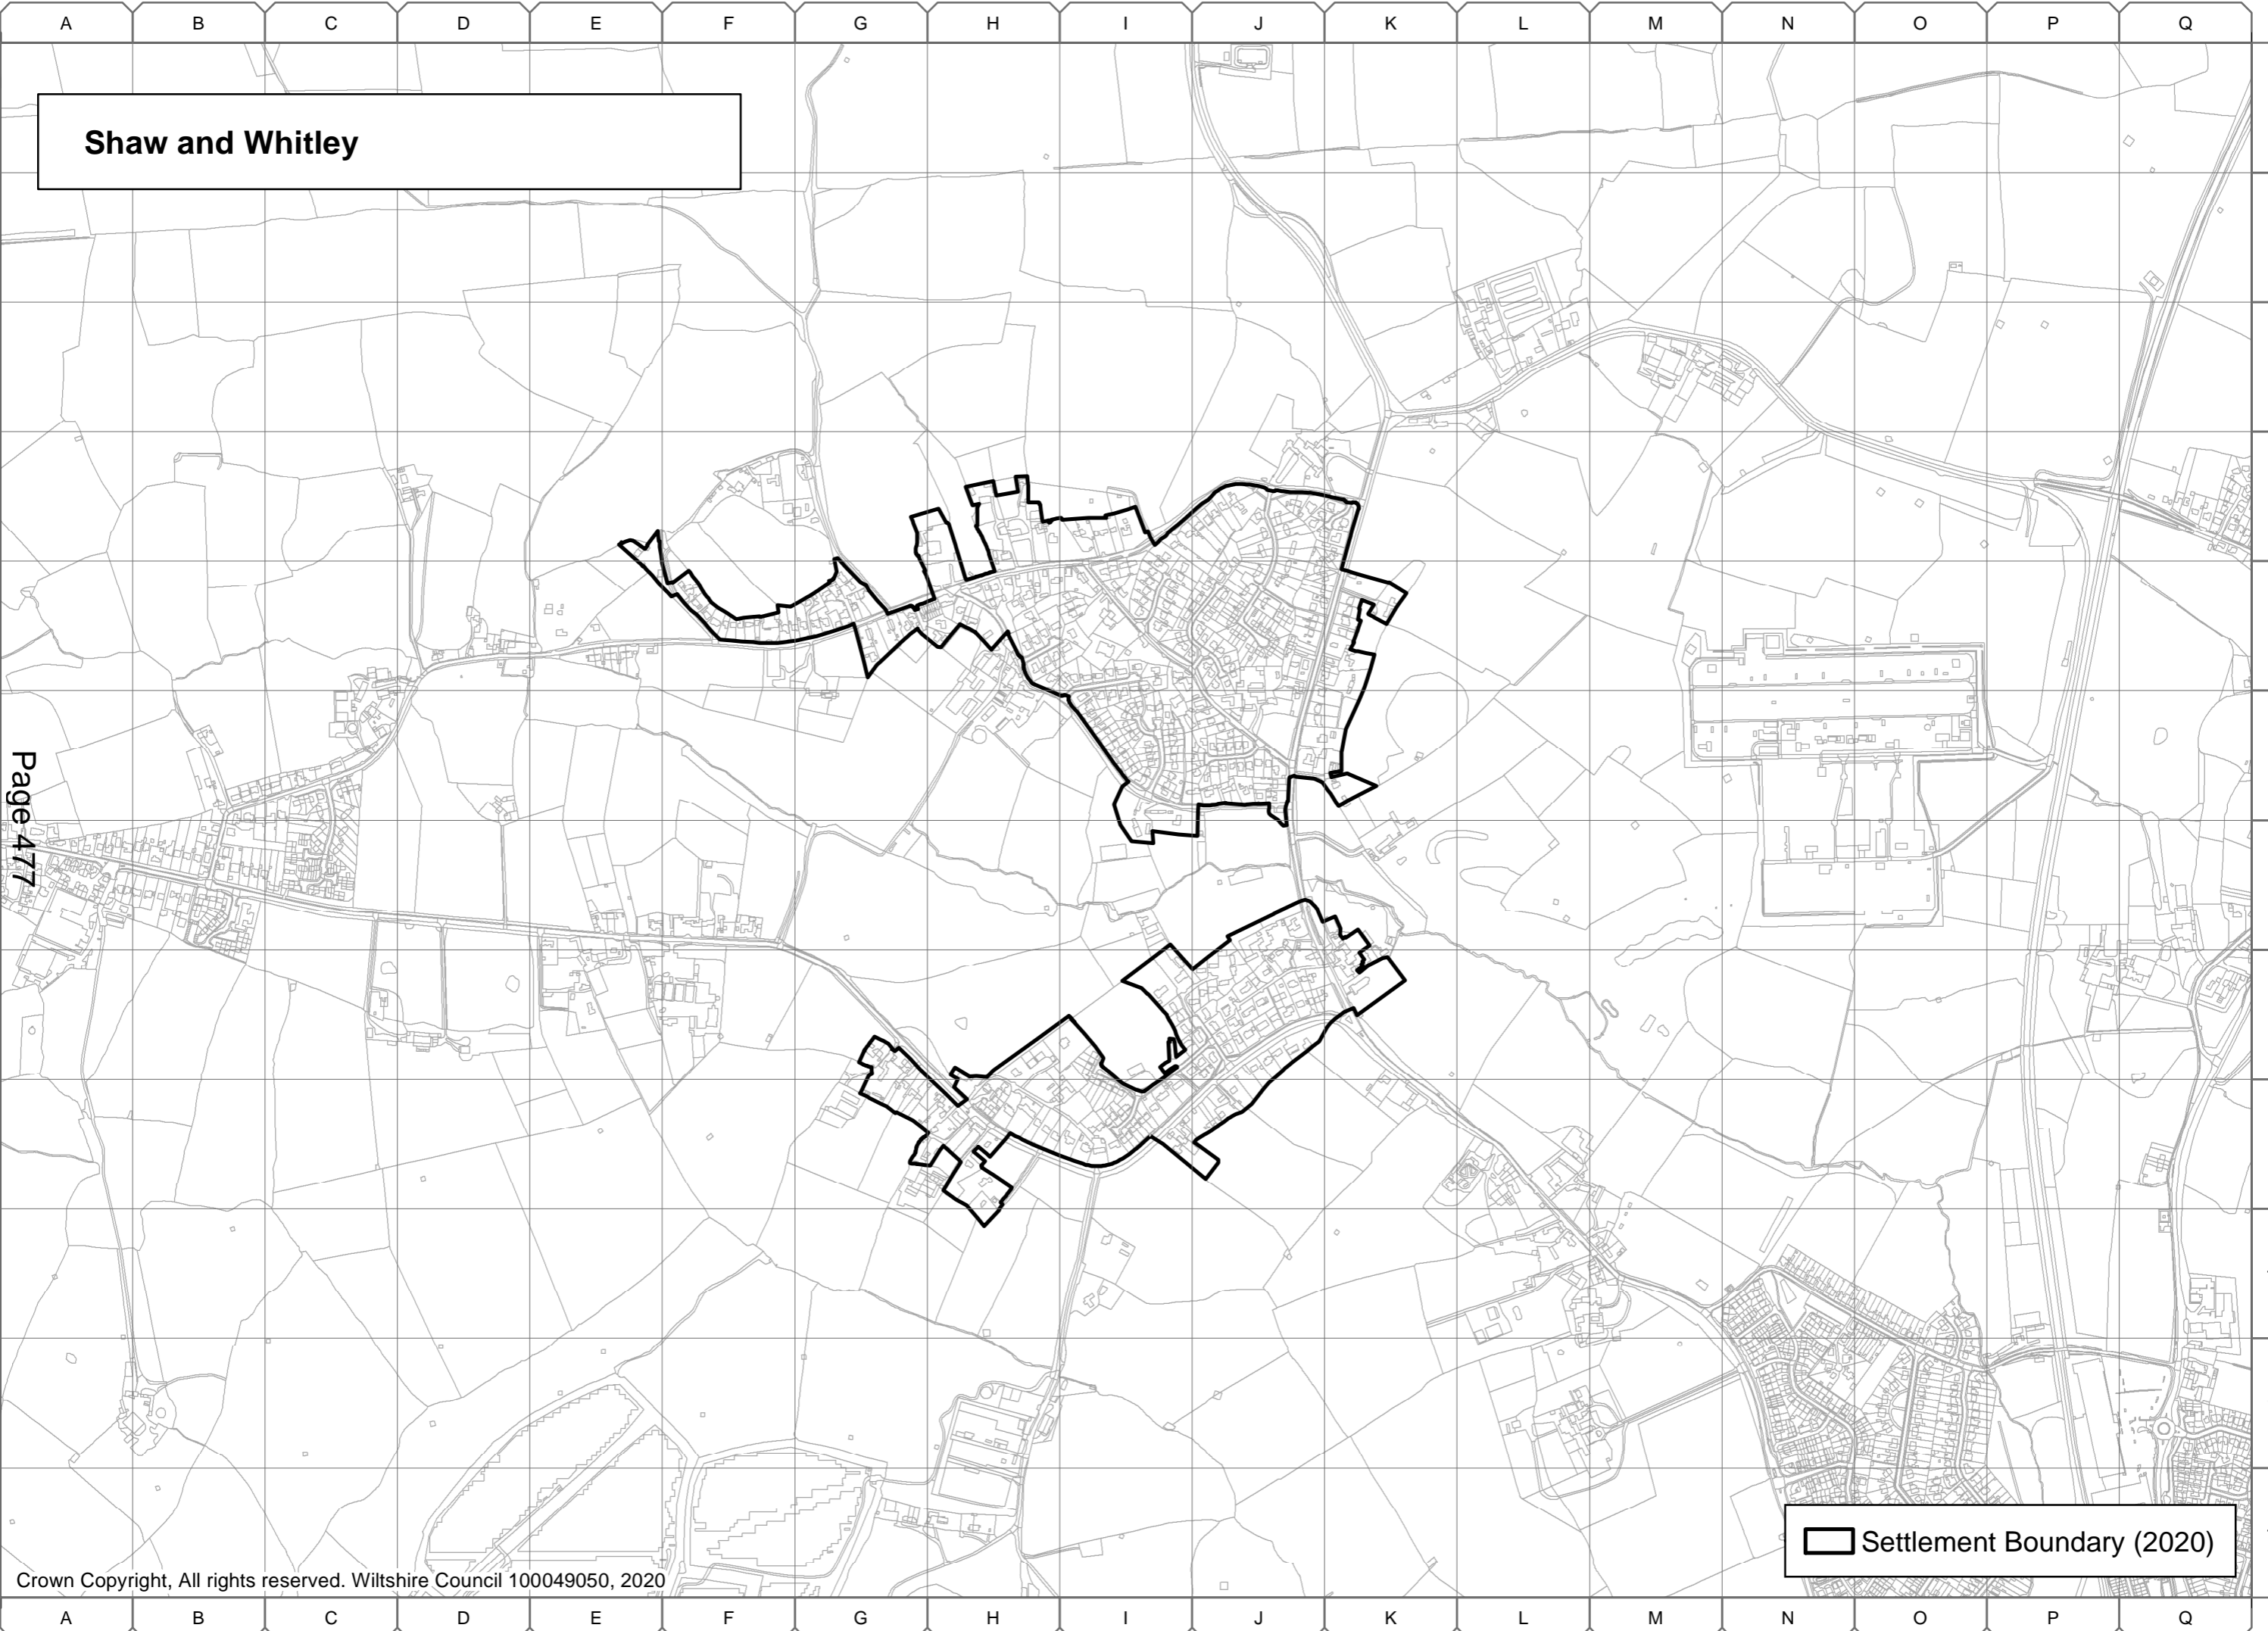 A B C D E F G H I J K L M N O P Q
Shaw and Whitley
Page 477
Settlement Boundary (2020)
Crown Copyright, All rights reserved. Wiltshire Council 100049050, 2020
A B C D E F G H I J K L M N O P Q